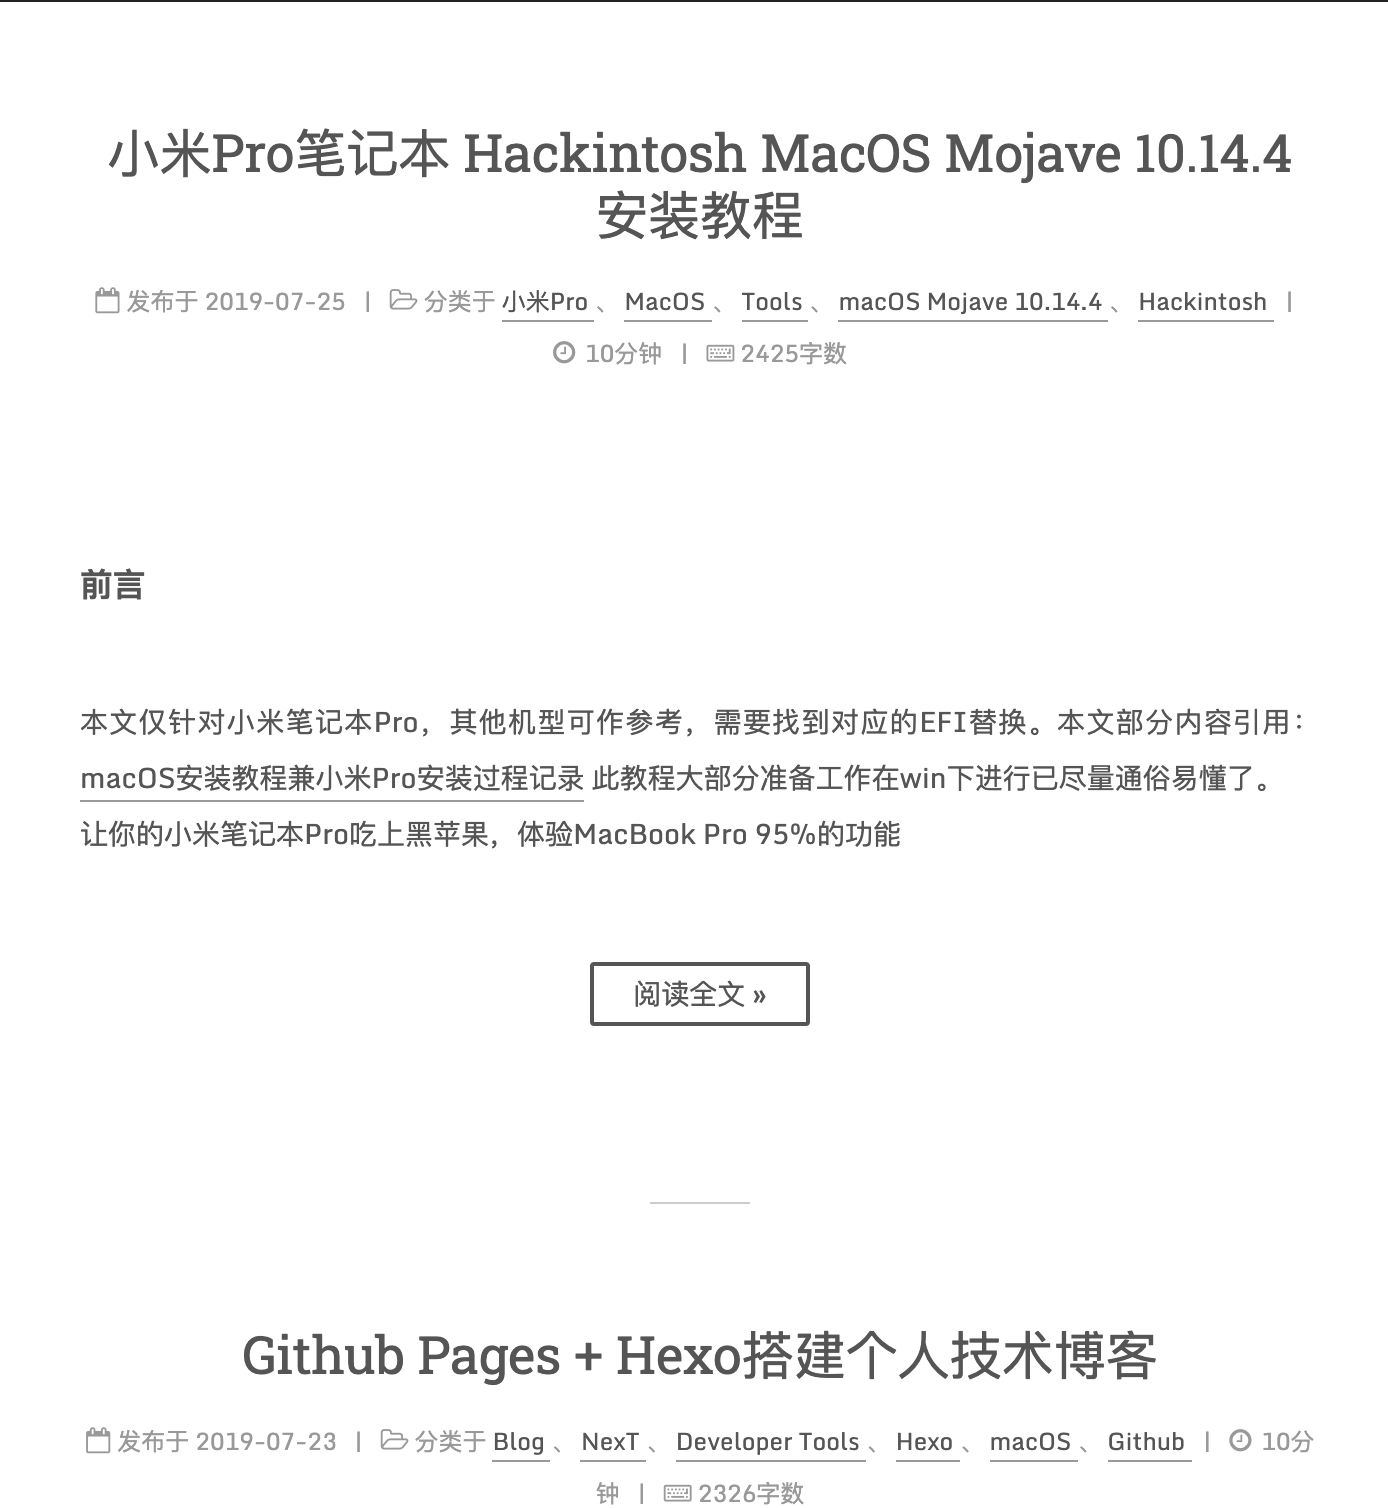 小米Pro笔记本 Hackintosh MacOS Mojave 10.14.4
安装教程
发布于 2019-07-25 | 分类于 小米Pro 、 MacOS 、 Tools 、 macOS Mojave 10.14.4 、 Hackintosh |
10分钟 | 2425字数
前言
本文仅针对小米笔记本Pro，其他机型可作参考，需要找到对应的EFI替换。本文部分内容引用：
macOS安装教程兼小米Pro安装过程记录 此教程大部分准备工作在win下进行已尽量通俗易懂了。
让你的小米笔记本Pro吃上黑苹果，体验MacBook Pro 95%的功能
阅读全文 »
Github Pages + Hexo搭建个人技术博客
发布于 2019-07-23 | 分类于 Blog 、 NexT 、 Developer Tools 、 Hexo 、 macOS 、 Github | 10分
钟 | 2326字数